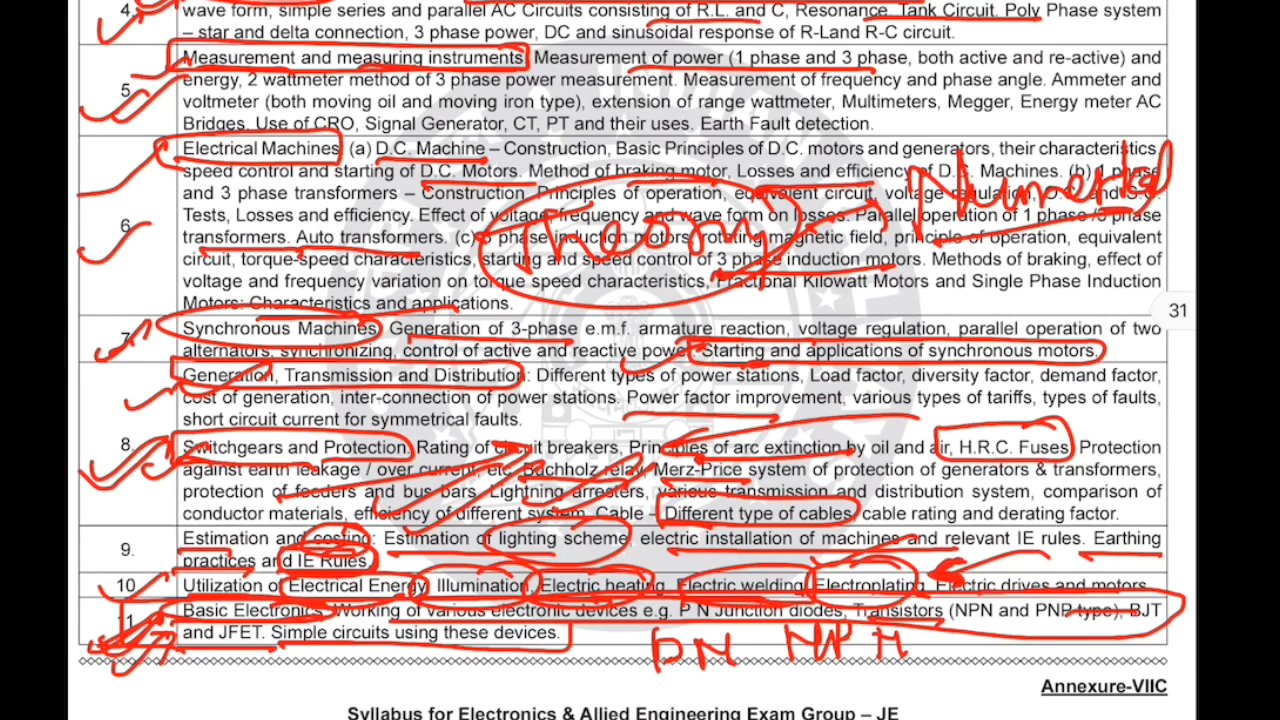 4. wave form, simple series and parallel AC Circuits consisting of R.L. and C, Resonance. Tank Circuit. Poly Phase system
– star and delta connection, 3 phase power, DC and sinusoidal response of R-Land R-C circuit.
5. Measurement and measuring instruments: Measurement of power (1 phase and 3 phase, both active and re-active) and
energy, 2 wattmeter method of 3 phase power measurement. Measurement of frequency and phase angle. Ammeter and
voltmeter (both moving oil and moving iron type), extension of range wattmeter, Multimeters, Megger, Energy meter AC
Bridges. Use of CRO, Signal Generator, CT, PT and their uses. Earth Fault detection.
Electrical Machines: (a) D.C. Machine – Construction, Basic Principles of D.C. motors and generators, their characteristics,
speed control and starting of D.C. Motors. Method of braking motor, Losses and efficiency of D.C. Machines. (b) 1 phase
and 3 phase transformers – Construction, Principles of operation, equivalent circuit, voltage regulation, O.C. and S.C.
6. Tests, Losses and efficiency. Effect of voltage, frequency and wave form on losses. Parallel operation of 1 phase /3 phase
transformers. Auto transformers. (c) 3 phase induction motors, rotating magnetic field, principle of operation, equivalent
circuit, torque-speed characteristics, starting and speed control of 3 phase induction motors. Methods of braking, effect of
voltage and frequency variation on torque speed characteristics, Fractional Kilowatt Motors and Single Phase Induction
Motors: Characteristics and applications.
Theory Numerical
31
7. Synchronous Machines: Generation of 3-phase e.m.f. armature reaction, voltage regulation, parallel operation of two
alternators, synchronizing, control of active and reactive power. Starting and applications of synchronous motors.
Generation, Transmission and Distribution: Different types of power stations, Load factor, diversity factor, demand factor,
cost of generation, inter-connection of power stations. Power factor improvement, various types of tariffs, types of faults,
short circuit current for symmetrical faults.
8. Switchgears and Protection: Rating of circuit breakers, Principles of arc extinction by oil and air, H.R.C. Fuses, Protection
against earth leakage / over current, etc. Buchholz relay, Merz-Price system of protection of generators & transformers,
protection of feeders and bus bars. Lightning arresters, various transmission and distribution system, comparison of
conductor materials, efficiency of different system. Cable – Different type of cables, cable rating and derating factor.
9. Estimation and costing: Estimation of lighting scheme, electric installation of machines and relevant IE rules. Earthing
practices and IE Rules.
10. Utilization of Electrical Energy: Illumination, Electric heating, Electric welding, Electroplating, Electric drives and motors.
11. Basic Electronics: Working of various electronic devices e.g. P N Junction diodes, Transistors (NPN and PNP type), BJT
and JFET. Simple circuits using these devices.
PN NPN
Annexure-VIIC
Syllabus for Electronics & Allied Engineering Exam Group – JE